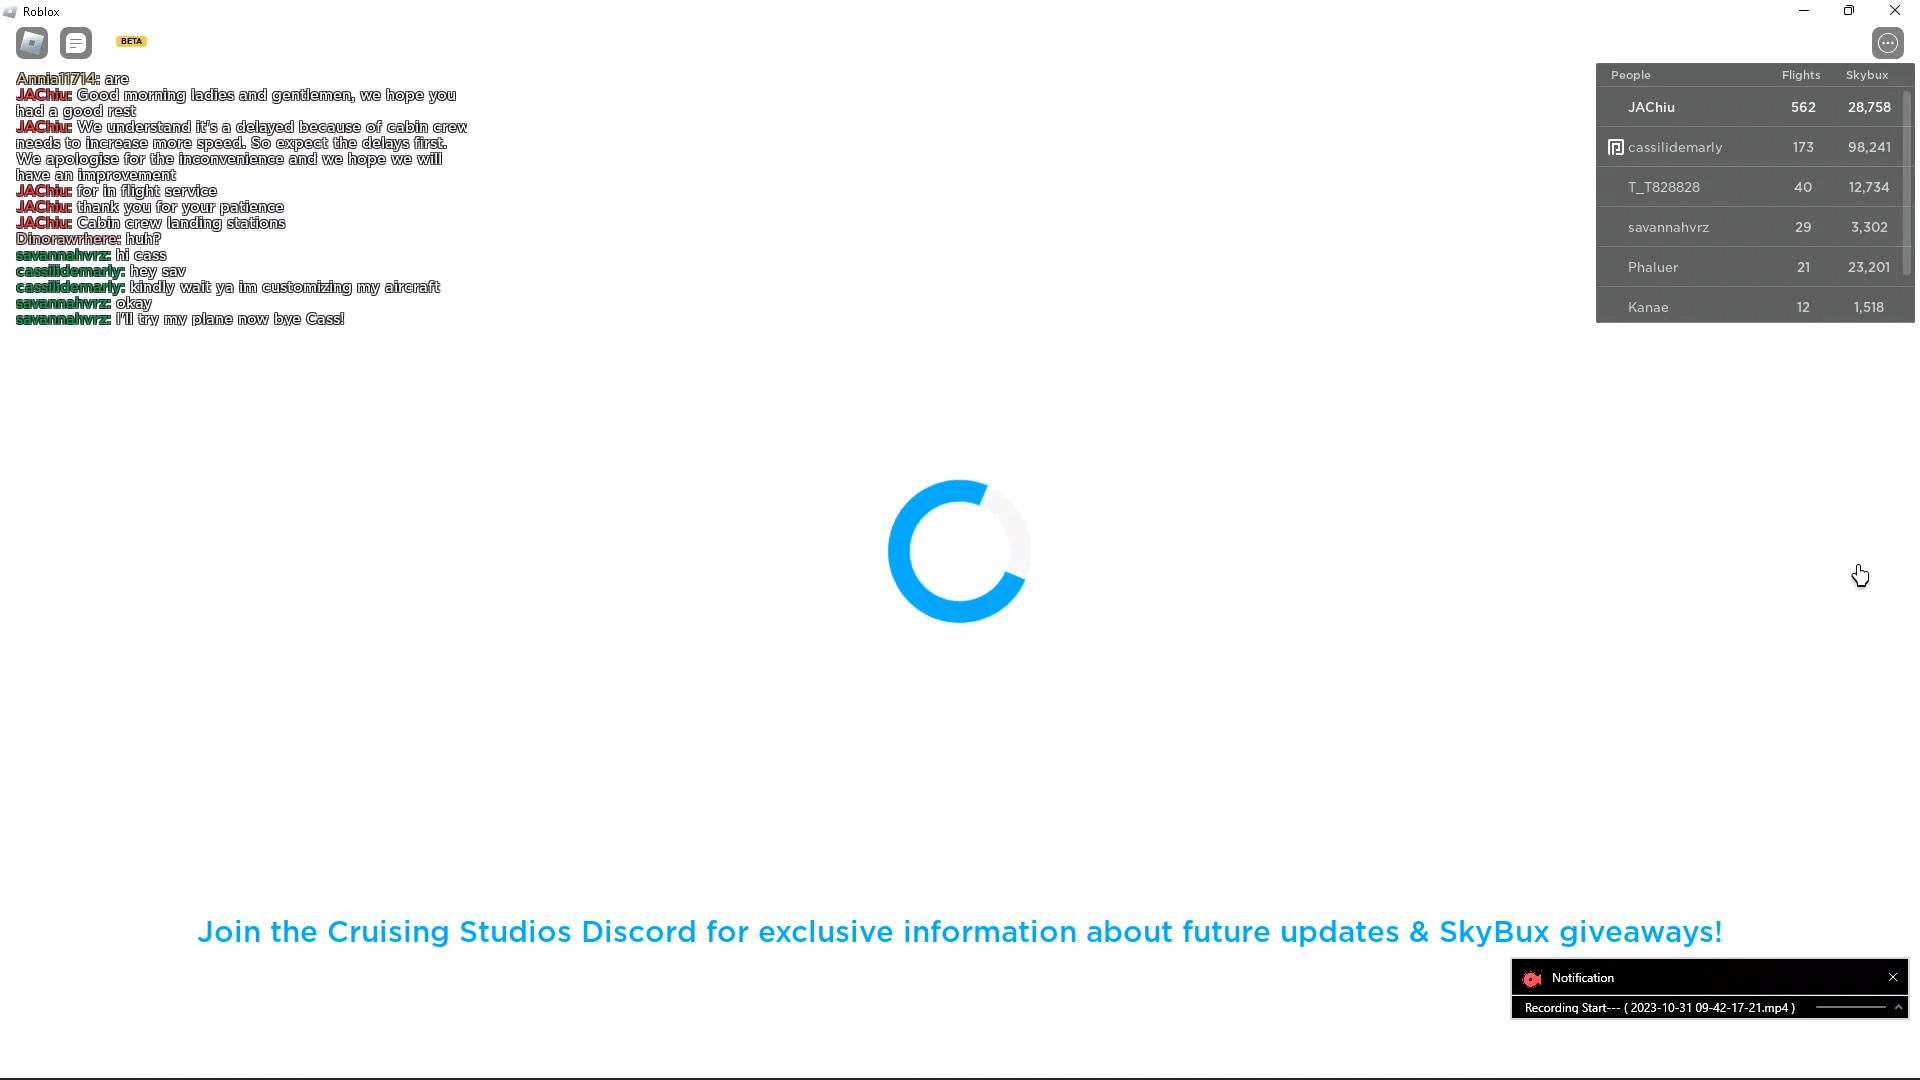 Roblox
BETA
Annia11714: are
JAChiu: Good morning ladies and gentlemen, we hope you
had a good rest
JAChiu: We understand it's a delayed because of cabin crew
needs to increase more speed. So expect the delays first.
We apologise for the inconvenience and we hope we will
have an improvement
JAChiu: for in flight service
JAChiu: thank you for your patience
JAChiu: Cabin crew landing stations
Dinorawrhere: huh?
savannahvrz: hi cass
cassilidemarly: hey sav
cassilidemarly: kindly wait ya im customizing my aircraft
savannahvrz: okay
savannahvrz: I'll try my plane now bye Cass!
People Flights Skybux
JAChiu 562 28,758
cassilidemarly 173 98,241
T_T828828 40 12,734
savannahvrz 29 3,302
Phaluer 21 23,201
Kanae 12 1,518
Join the Cruising Studios Discord for exclusive information about future updates & SkyBux giveaways!
Notification
Recording Start--- ( 2023-10-31 09-42-17-21.mp4 )